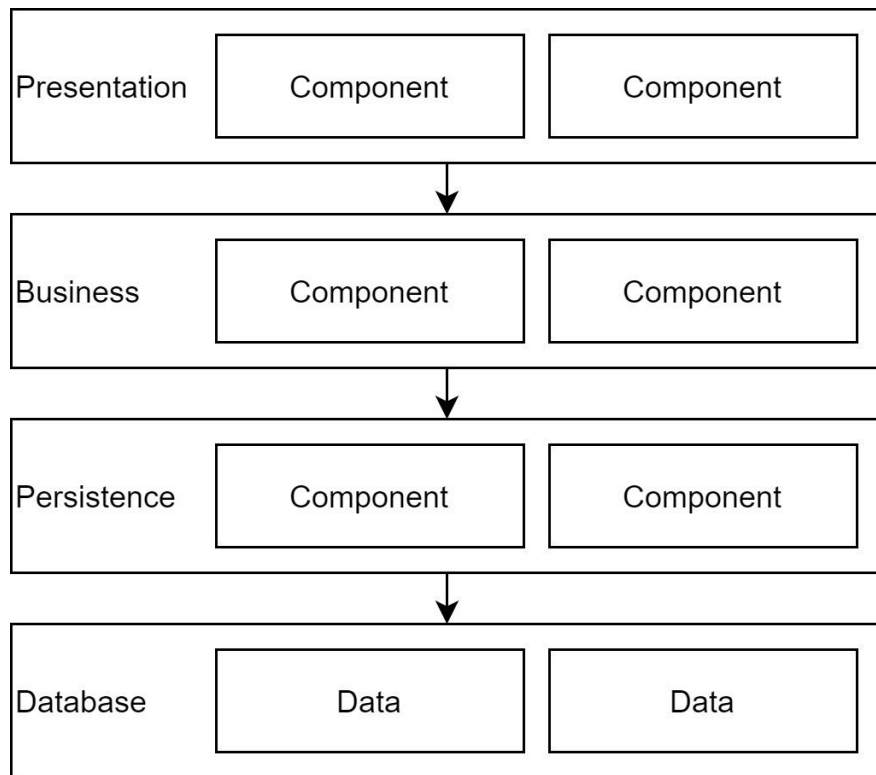 Presentation
Component
Component
Business
Component
Component
Persistence
Component
Component
Database
Data
Data